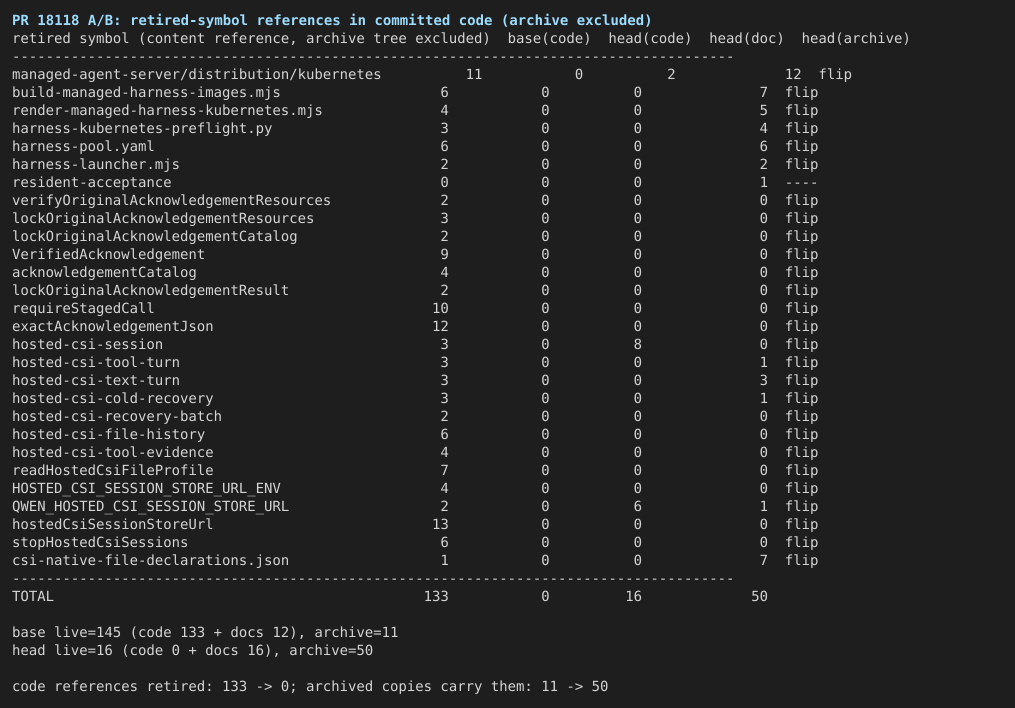 PR 18118 A/B: retired-symbol references in committed code (archive excluded)
retired symbol (content reference, archive tree excluded)  base(code)  head(code)  head(doc)  head(archive)
--------------------------------------------------------------------------------------
managed-agent-server/distribution/kubernetes          11           0          2             12  flip
build-managed-harness-images.mjs                    6           0          0              7  flip
render-managed-harness-kubernetes.mjs               4           0          0              5  flip
harness-kubernetes-preflight.py                     3           0          0              4  flip
harness-pool.yaml                                   6           0          0              6  flip
harness-launcher.mjs                                2           0          0              2  flip
resident-acceptance                                 0           0          0              1  ----
verifyOriginalAcknowledgementResources              2           0          0              0  flip
lockOriginalAcknowledgementResources                3           0          0              0  flip
lockOriginalAcknowledgementCatalog                  2           0          0              0  flip
VerifiedAcknowledgement                             9           0          0              0  flip
acknowledgementCatalog                              4           0          0              0  flip
lockOriginalAcknowledgementResult                   2           0          0              0  flip
requireStagedCall                                  10           0          0              0  flip
exactAcknowledgementJson                           12           0          0              0  flip
hosted-csi-session                                  3           0          8              0  flip
hosted-csi-tool-turn                                3           0          0              1  flip
hosted-csi-text-turn                                3           0          0              3  flip
hosted-csi-cold-recovery                            3           0          0              1  flip
hosted-csi-recovery-batch                           2           0          0              0  flip
hosted-csi-file-history                             6           0          0              0  flip
hosted-csi-tool-evidence                            4           0          0              0  flip
readHostedCsiFileProfile                            7           0          0              0  flip
HOSTED_CSI_SESSION_STORE_URL_ENV                    4           0          0              0  flip
QWEN_HOSTED_CSI_SESSION_STORE_URL                   2           0          6              1  flip
hostedCsiSessionStoreUrl                           13           0          0              0  flip
stopHostedCsiSessions                               6           0          0              0  flip
csi-native-file-declarations.json                   1           0          0              7  flip
--------------------------------------------------------------------------------------
TOTAL                                            133           0         16             50

base live=145 (code 133 + docs 12), archive=11
head live=16 (code 0 + docs 16), archive=50

code references retired: 133 -> 0; archived copies carry them: 11 -> 50